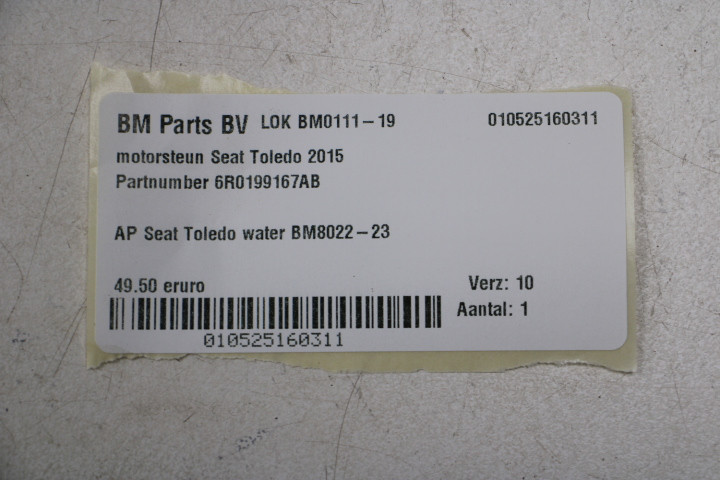 BM Parts BV LOK BM0111-19 010525160311
motorsteun Seat Toledo 2015
Partnumber 6R0199167AB
AP Seat Toledo water BM8022-23
49.50 eruro Verz: 10
Aantal: 1
010525160311